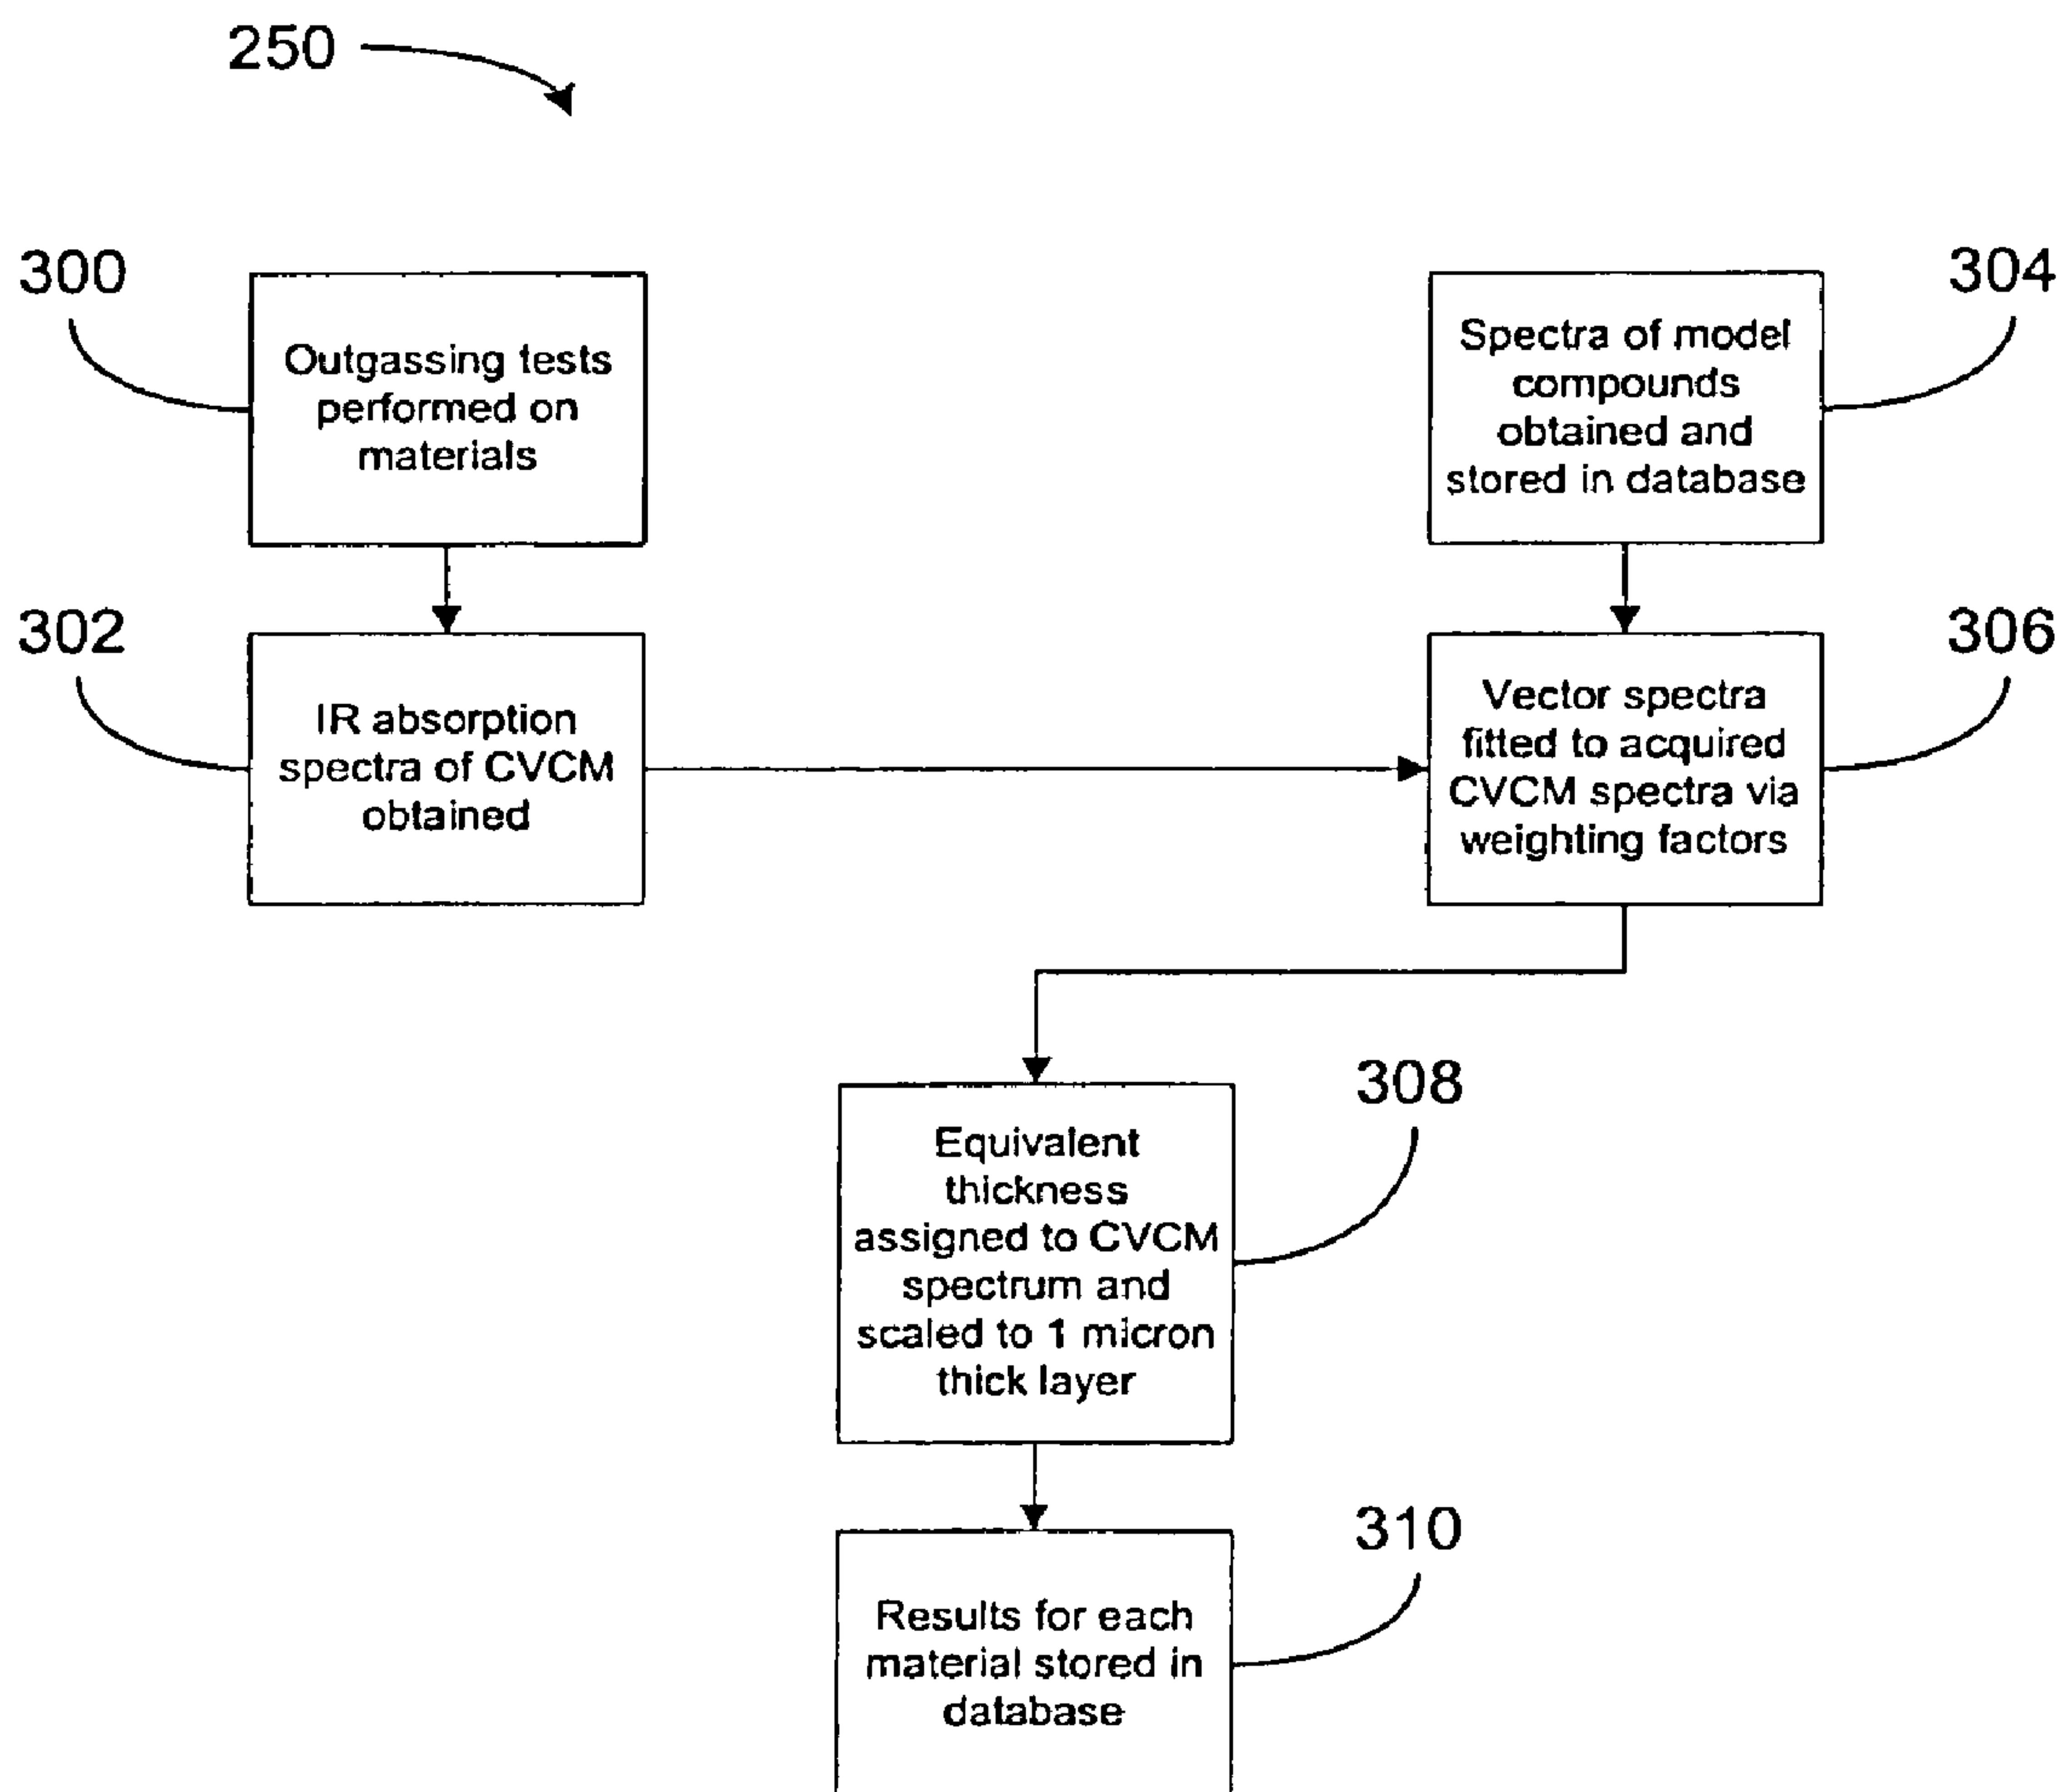 250
300
Outgassing tests
performed on
materials
304
Spectra of model
compounds
obtained and
stored in database
302
IR absorption
spectra of CVCM
obtained
306
Vector spectra
fitted to acquired
CVCM spectra via
weighting factors
308
Equivalent
thickness
assigned to CVCM
spectrum and
scaled to 1 micron
thick layer
310
Results for each
material stored in
database